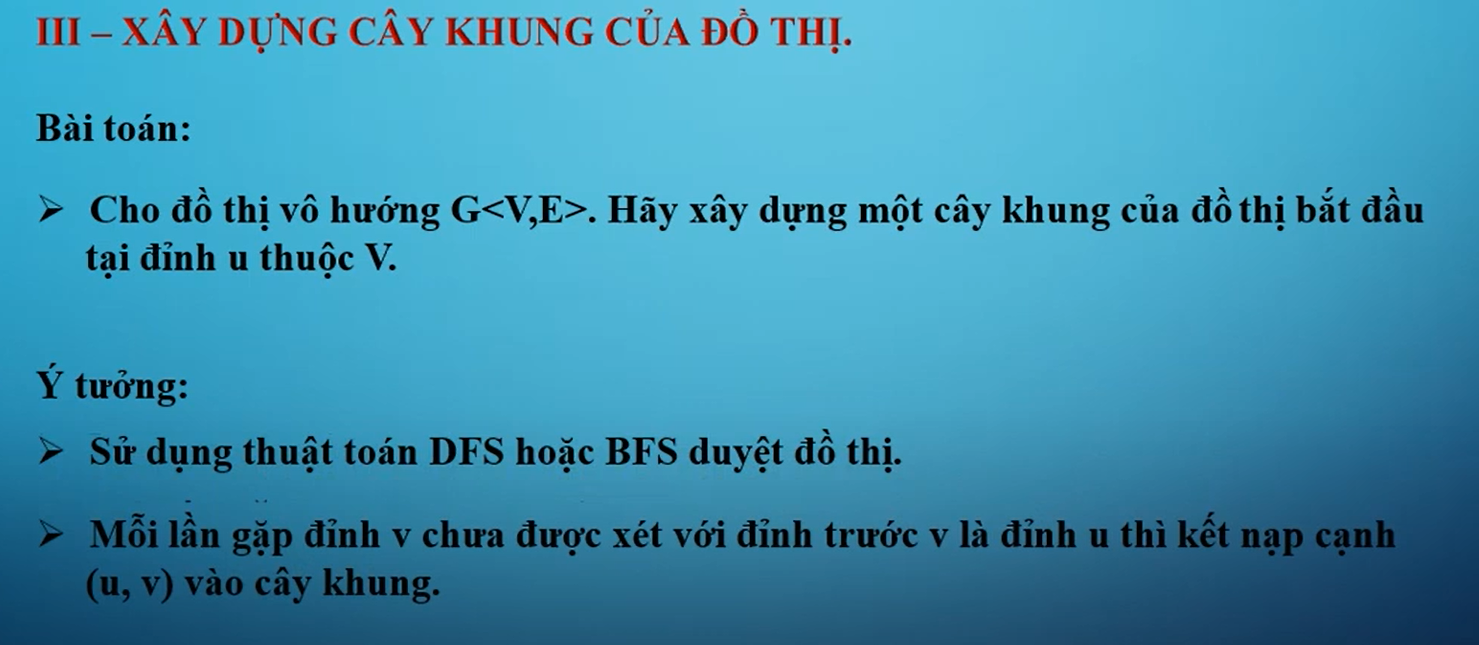 III – XÂY DỰNG CÂY KHUNG CỦA ĐỒ THỊ.
Bài toán:
➢ Cho đồ thị vô hướng G<V,E>. Hãy xây dựng một cây khung của đồ thị bắt đầu
tại đỉnh u thuộc V.
Ý tưởng:
➢ Sử dụng thuật toán DFS hoặc BFS duyệt đồ thị.
➢ Mỗi lần gặp đỉnh v chưa được xét với đỉnh trước v là đỉnh u thì kết nạp cạnh
(u, v) vào cây khung.